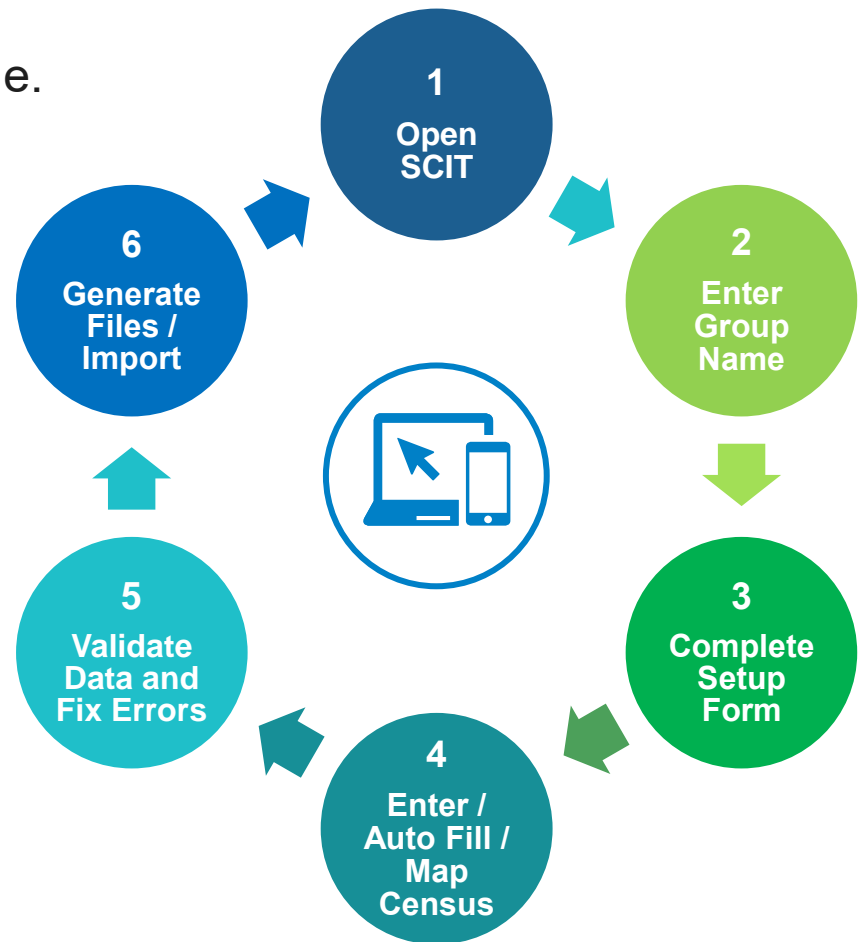 e.
1
Open
SCIT
2
Enter
Group
Name
3
Complete
Setup
Form
4
Enter /
Auto Fill /
Map
Census
5
Validate
Data and
Fix Errors
6
Generate
Files /
Import